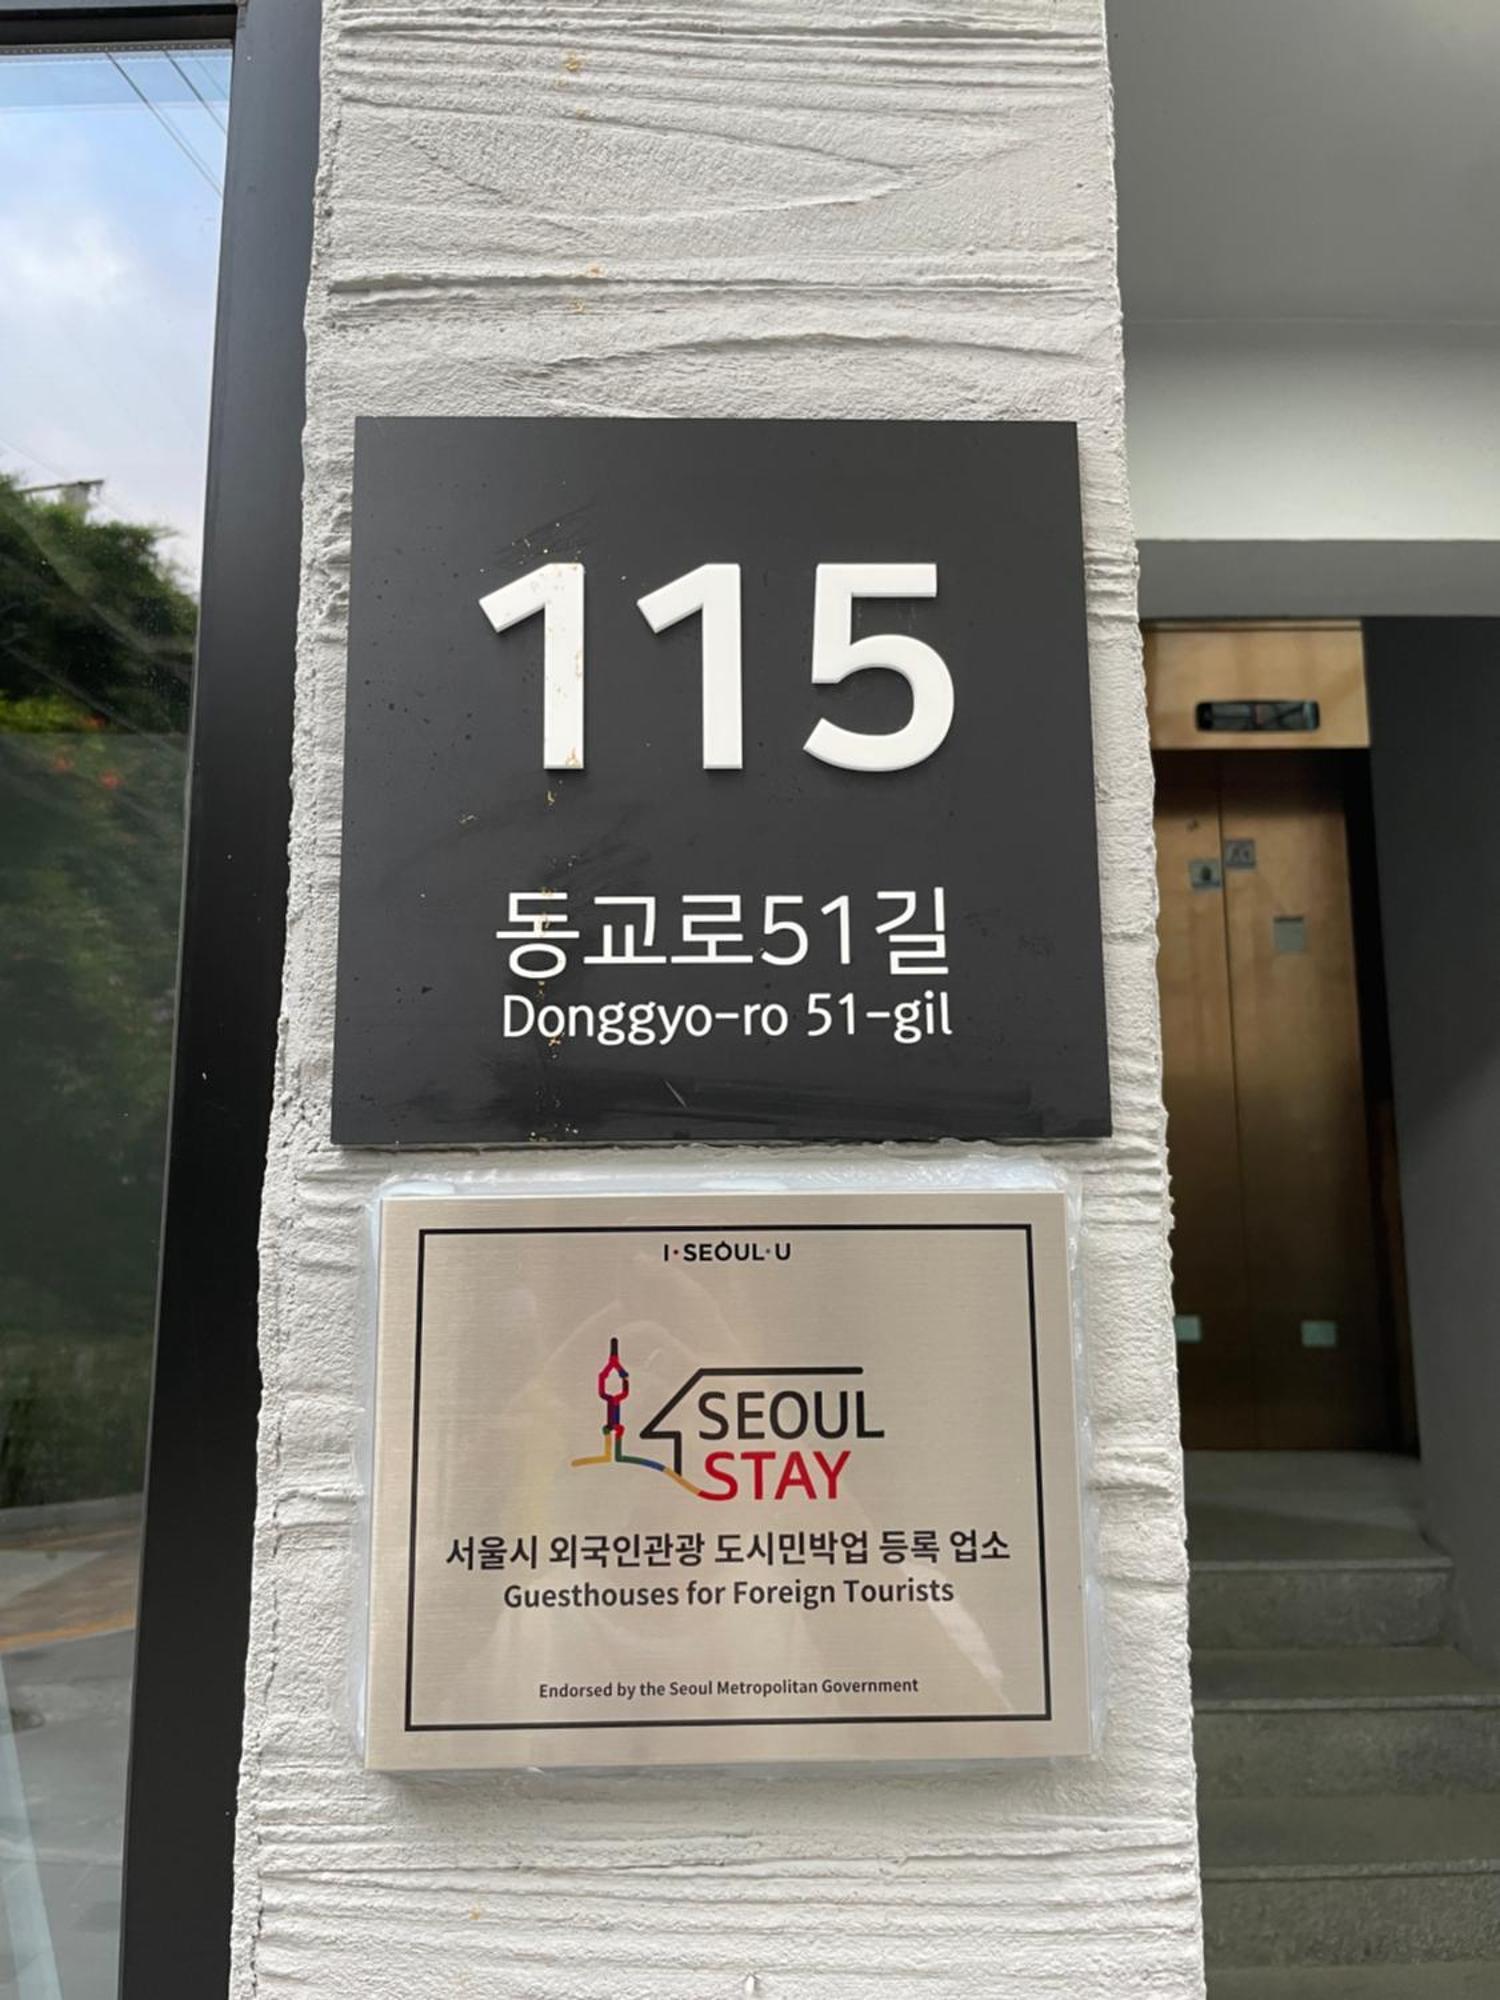 115
동교로51길
Donggyo-ro 51-gil
I·SEOUL·U
SEOUL
STAY
서울시 외국인관광 도시민박업 등록 업소
Guesthouses for Foreign Tourists
Endorsed by the Seoul Metropolitan Government